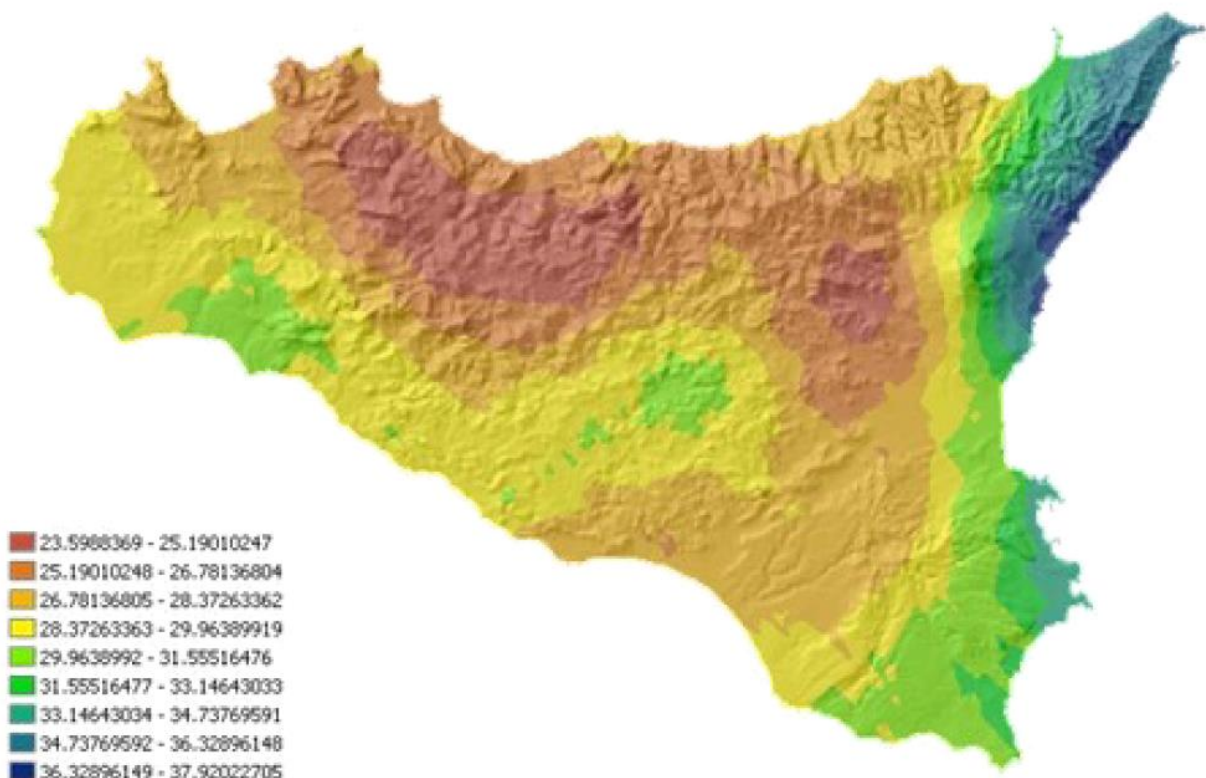 23.5988369 - 25.19010247
25.19010248 - 26.78136804
26.78136805 - 28.37263362
28.37263363 - 29.96389919
29.9638992 - 31.55516476
31.55516477 - 33.14643033
33.14643034 - 34.73769591
34.73769592 - 36.32896148
36.32896149 - 37.92022705